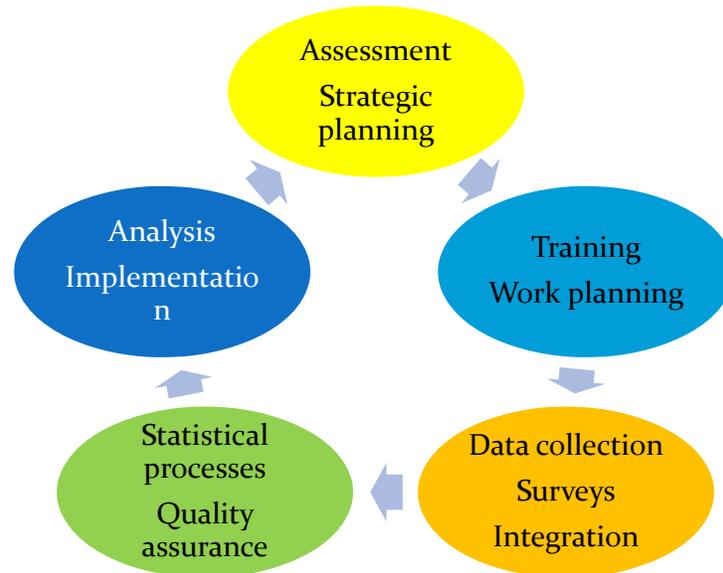 Assessment
Strategic
planning
Training
Work planning
Data collection
Surveys
Integration
Statistical
processes
Quality
assurance
Analysis
Implementatio
n